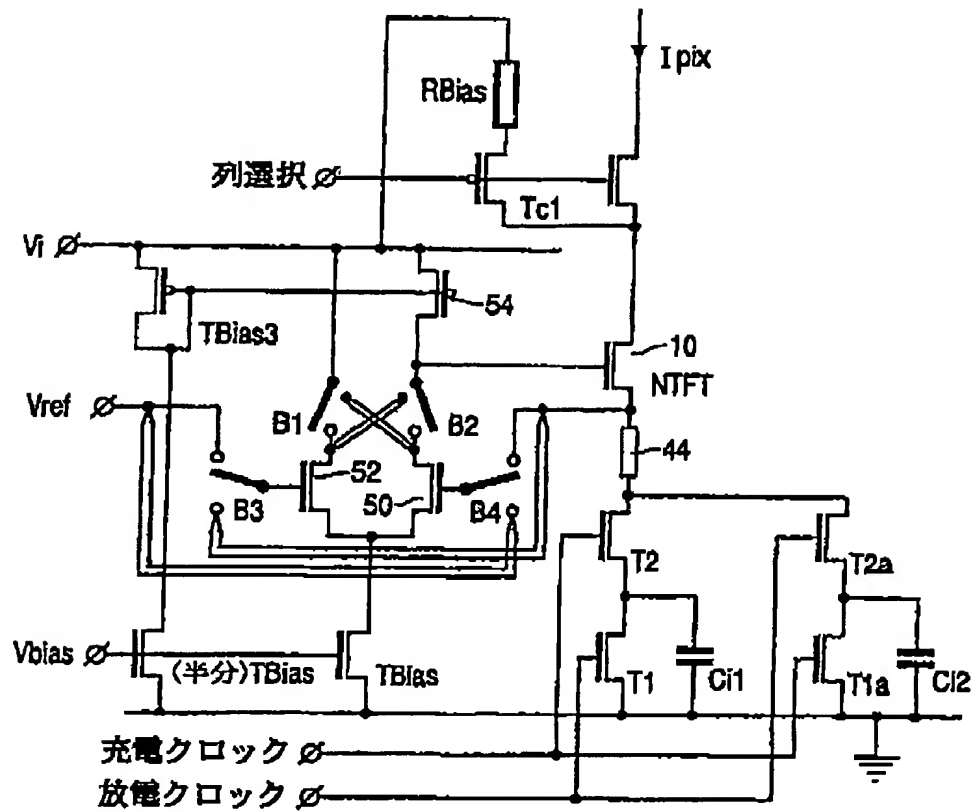 Ipix
RBias
列選択
Tc1
Vi
54
TBias3
10
NTFT
Vref
B1
B2
44
52
50
B3
B4
T2
T2a
Vbias
(半分)TBias
TBias
T1
Ci1
T1a
Ci2
充電クロック
放電クロック